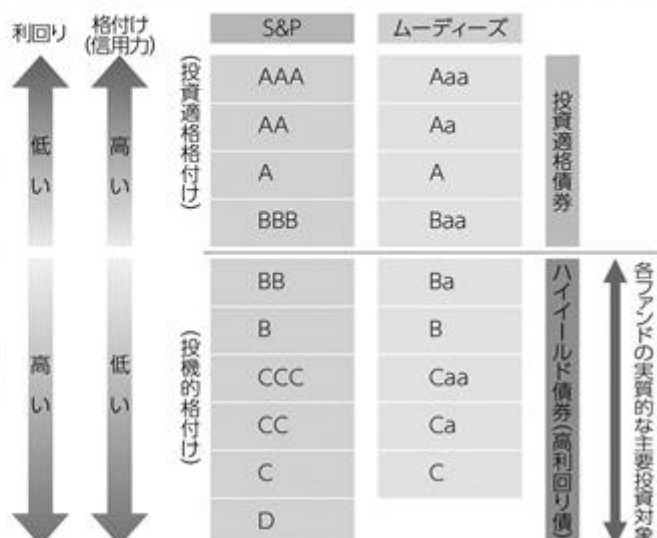 利回り
格付け
(信用力)
S&P
ムーディーズ
低い
高い
(投資適格格付け)
AAA
Aaa
AA
Aa
A
A
BBB
Baa
投資適格債券
高い
低い
(投機的格付け)
BB
Ba
B
B
CCC
Caa
CC
Ca
C
C
D
ハイイールド債券(高利回り債)
各ファンドの実質的な主要投資対象